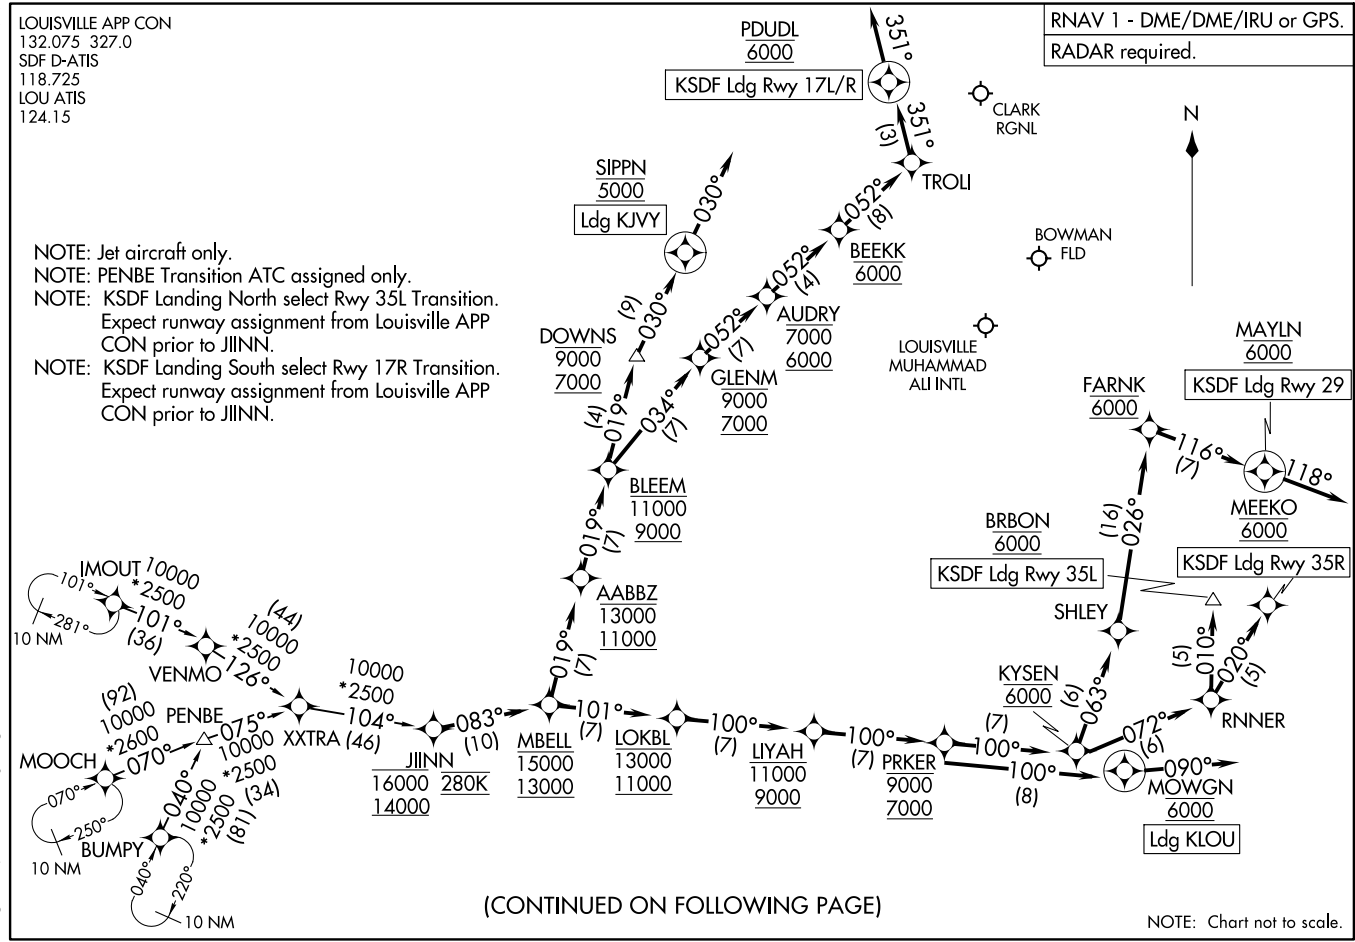 LOUISVILLE APP CON
132.075 327.0
SDF D-ATIS
118.725
LOU ATIS
124.15
RNAV 1 - DME/DME/IRU or GPS.
RADAR required.
PDUDL
6000
KSDF Ldg Rwy 17L/R
351°
351°
(3)
TROLI
CLARK
RGNL
N
SIPPN
5000
Ldg KJVY
030°
052°
(8)
BEEKK
6000
BOWMAN
FLD
NOTE: Jet aircraft only.
NOTE: PENBE Transition ATC assigned only.
NOTE: KSDF Landing North select Rwy 35L Transition.
Expect runway assignment from Louisville APP
CON prior to JIINN.
NOTE: KSDF Landing South select Rwy 17R Transition.
Expect runway assignment from Louisville APP
CON prior to JIINN.
(9)
030°
052°
(4)
AUDRY
7000
6000
DOWNS
9000
7000
052°
(7)
GLENM
9000
7000
LOUISVILLE
MUHAMMAD
ALI INTL
MAYLN
6000
KSDF Ldg Rwy 29
FARNK
6000
116°
(7)
118°
(4)
019°
034°
(7)
BLEEM
11000
9000
MEEKO
6000
KSDF Ldg Rwy 35R
BRBON
6000
KSDF Ldg Rwy 35L
(16)
026°
019°
(7)
AABBZ
13000
11000
SHLEY
IMOUT
10000
*2500
101°
281°
10 NM
101°
(36)
VENMO
(44)
10000
*2500
126°
019°
(7)
10000
*2500
XXTRA
104°
(46)
083°
(10)
JIINN
16000
14000
280K
MBELL
15000
13000
101°
(7)
LOKBL
13000
11000
100°
(7)
LIYAH
11000
9000
100°
(7)
PRKER
9000
7000
(7)
100°
100°
(8)
KYSEN
6000
(6)
063°
072°
(6)
RNNER
(5)
010°
020°
(5)
090°
MOWGN
6000
Ldg KLOU
(92)
10000
*2600
070°
MOOCH
070°
250°
10 NM
PENBE
075°
10000
*2500
(34)
040°
10000
*2500
(81)
BUMPY
040°
220°
10 NM
(CONTINUED ON FOLLOWING PAGE)
NOTE: Chart not to scale.